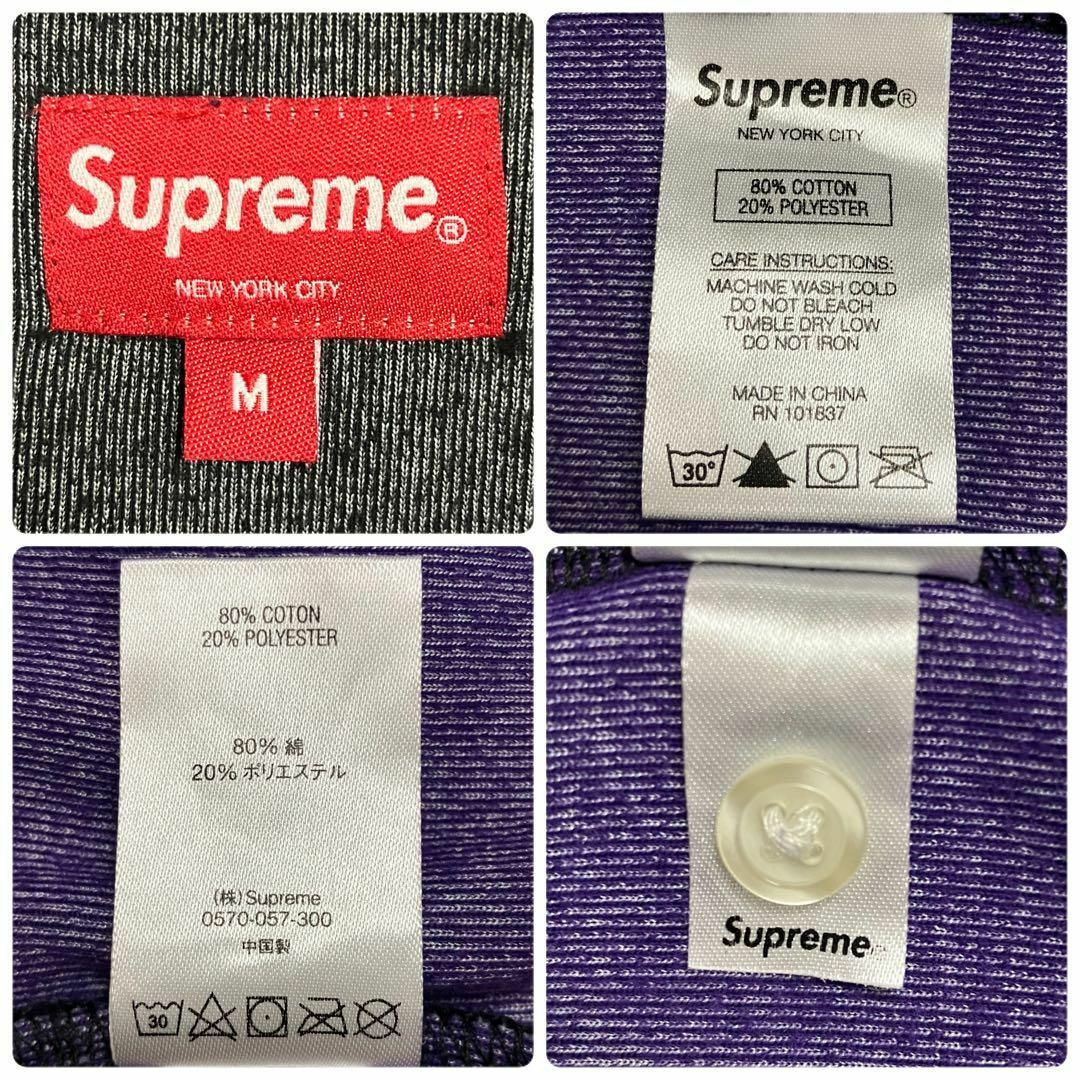 Supreme®
NEW YORK CITY
M
Supreme®
NEW YORK CITY
80% COTTON
20% POLYESTER
CARE INSTRUCTIONS:
MACHINE WASH COLD
DO NOT BLEACH
TUMBLE DRY LOW
DO NOT IRON
MADE IN CHINA
RN 101837
30°
80% COTON
20% POLYESTER
80% 綿
20% ポリエステル
(株) Supreme
0570-057-300
中国製
30
Supreme